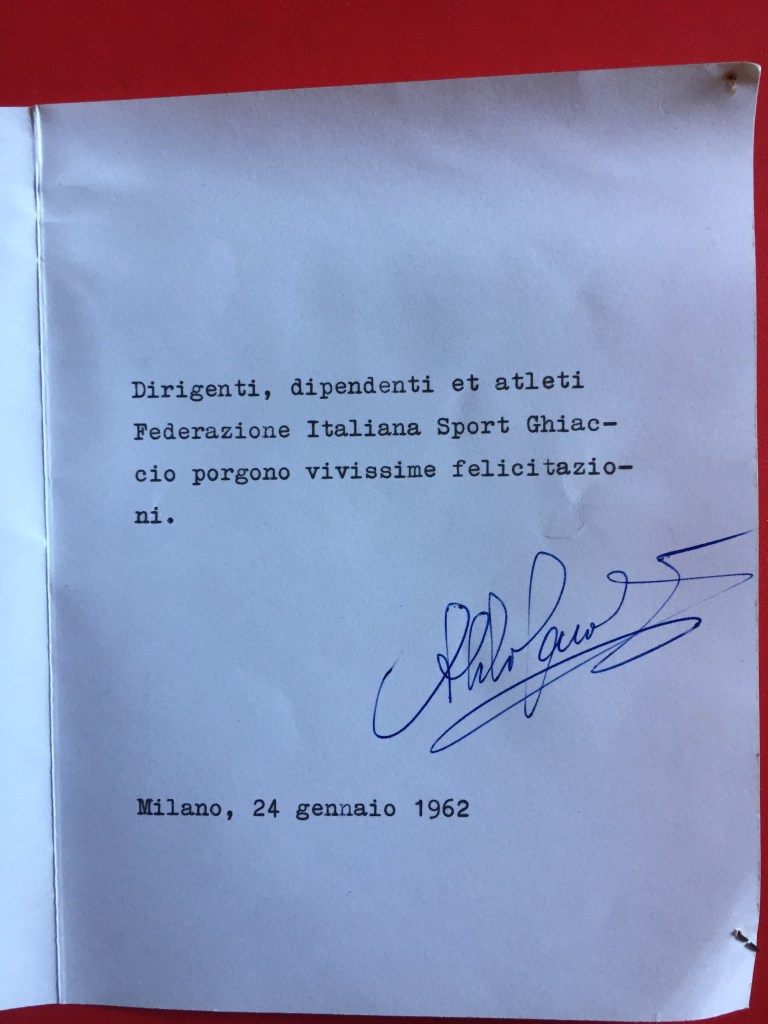 Dirigenti, dipendenti et atleti
Federazione Italiana Sport Ghiac-
cio porgono vivissime felicitazio-
ni.
Milano, 24 gennaio 1962